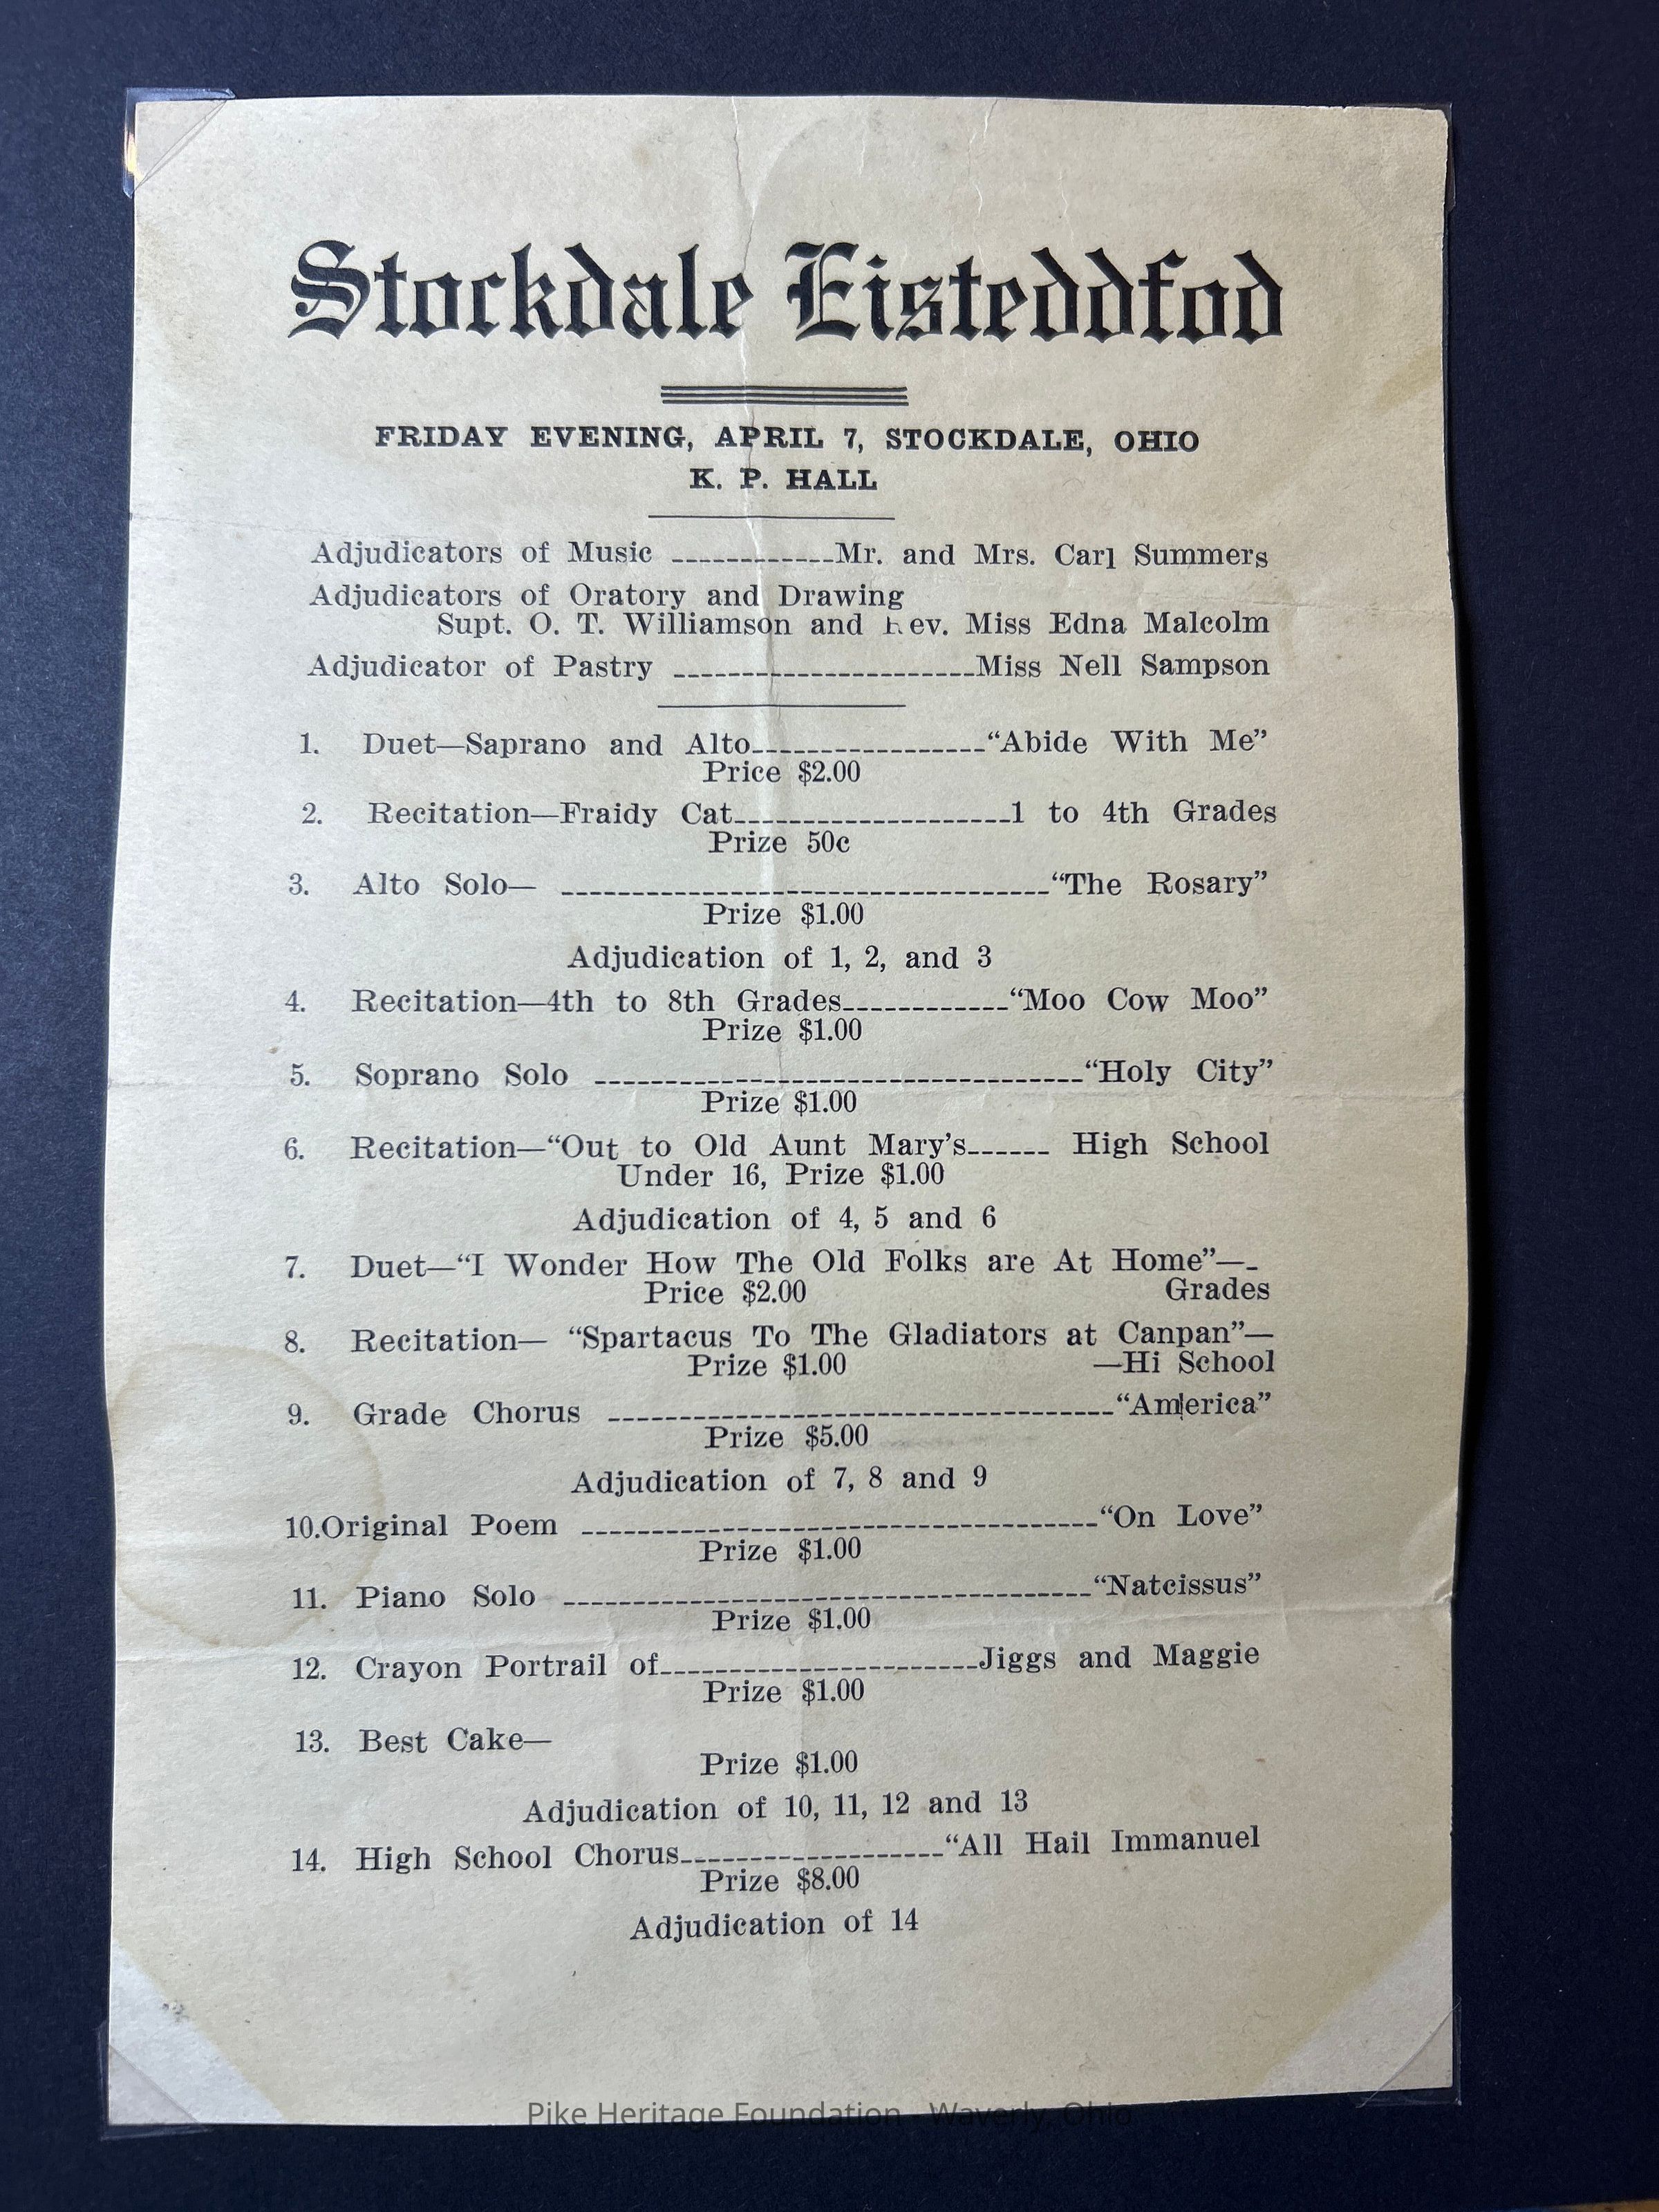 Stockdale Eisteddfod
FRIDAY EVENING, APRIL 7, STOCKDALE, OHIO
K. P. HALL
Adjudicators of Music ------------Mr. and Mrs. Carl Summers
Adjudicators of Oratory and Drawing
Supt. O. T. Williamson and Rev. Miss Edna Malcolm
Adjudicator of Pastry ----------------------Miss Nell Sampson
1. Duet—Saprano and Alto-----------------“Abide With Me”
Price $2.00
2. Recitation—Fraidy Cat--------------------1 to 4th Grades
Prize 50c
3. Alto Solo— -----------------------------------“The Rosary”
Prize $1.00
Adjudication of 1, 2, and 3
4. Recitation—4th to 8th Grades------------“Moo Cow Moo”
Prize $1.00
5. Soprano Solo -----------------------------------“Holy City”
Prize $1.00
6. Recitation—“Out to Old Aunt Mary’s------ High School
Under 16, Prize $1.00
Adjudication of 4, 5 and 6
7. Duet—“I Wonder How The Old Folks are At Home”—-
Price $2.00 Grades
8. Recitation— “Spartacus To The Gladiators at Canpan”—
Prize $1.00 —Hi School
9. Grade Chorus ------------------------------------“America”
Prize $5.00
Adjudication of 7, 8 and 9
10.Original Poem -------------------------------------“On Love”
Prize $1.00
11. Piano Solo --------------------------------------“Natcissus”
Prize $1.00
12. Crayon Portrail of-----------------------Jiggs and Maggie
Prize $1.00
13. Best Cake—
Prize $1.00
Adjudication of 10, 11, 12 and 13
14. High School Chorus-------------------“All Hail Immanuel
Prize $8.00
Adjudication of 14
Pike Heritage Foundation - Waverly, Ohio